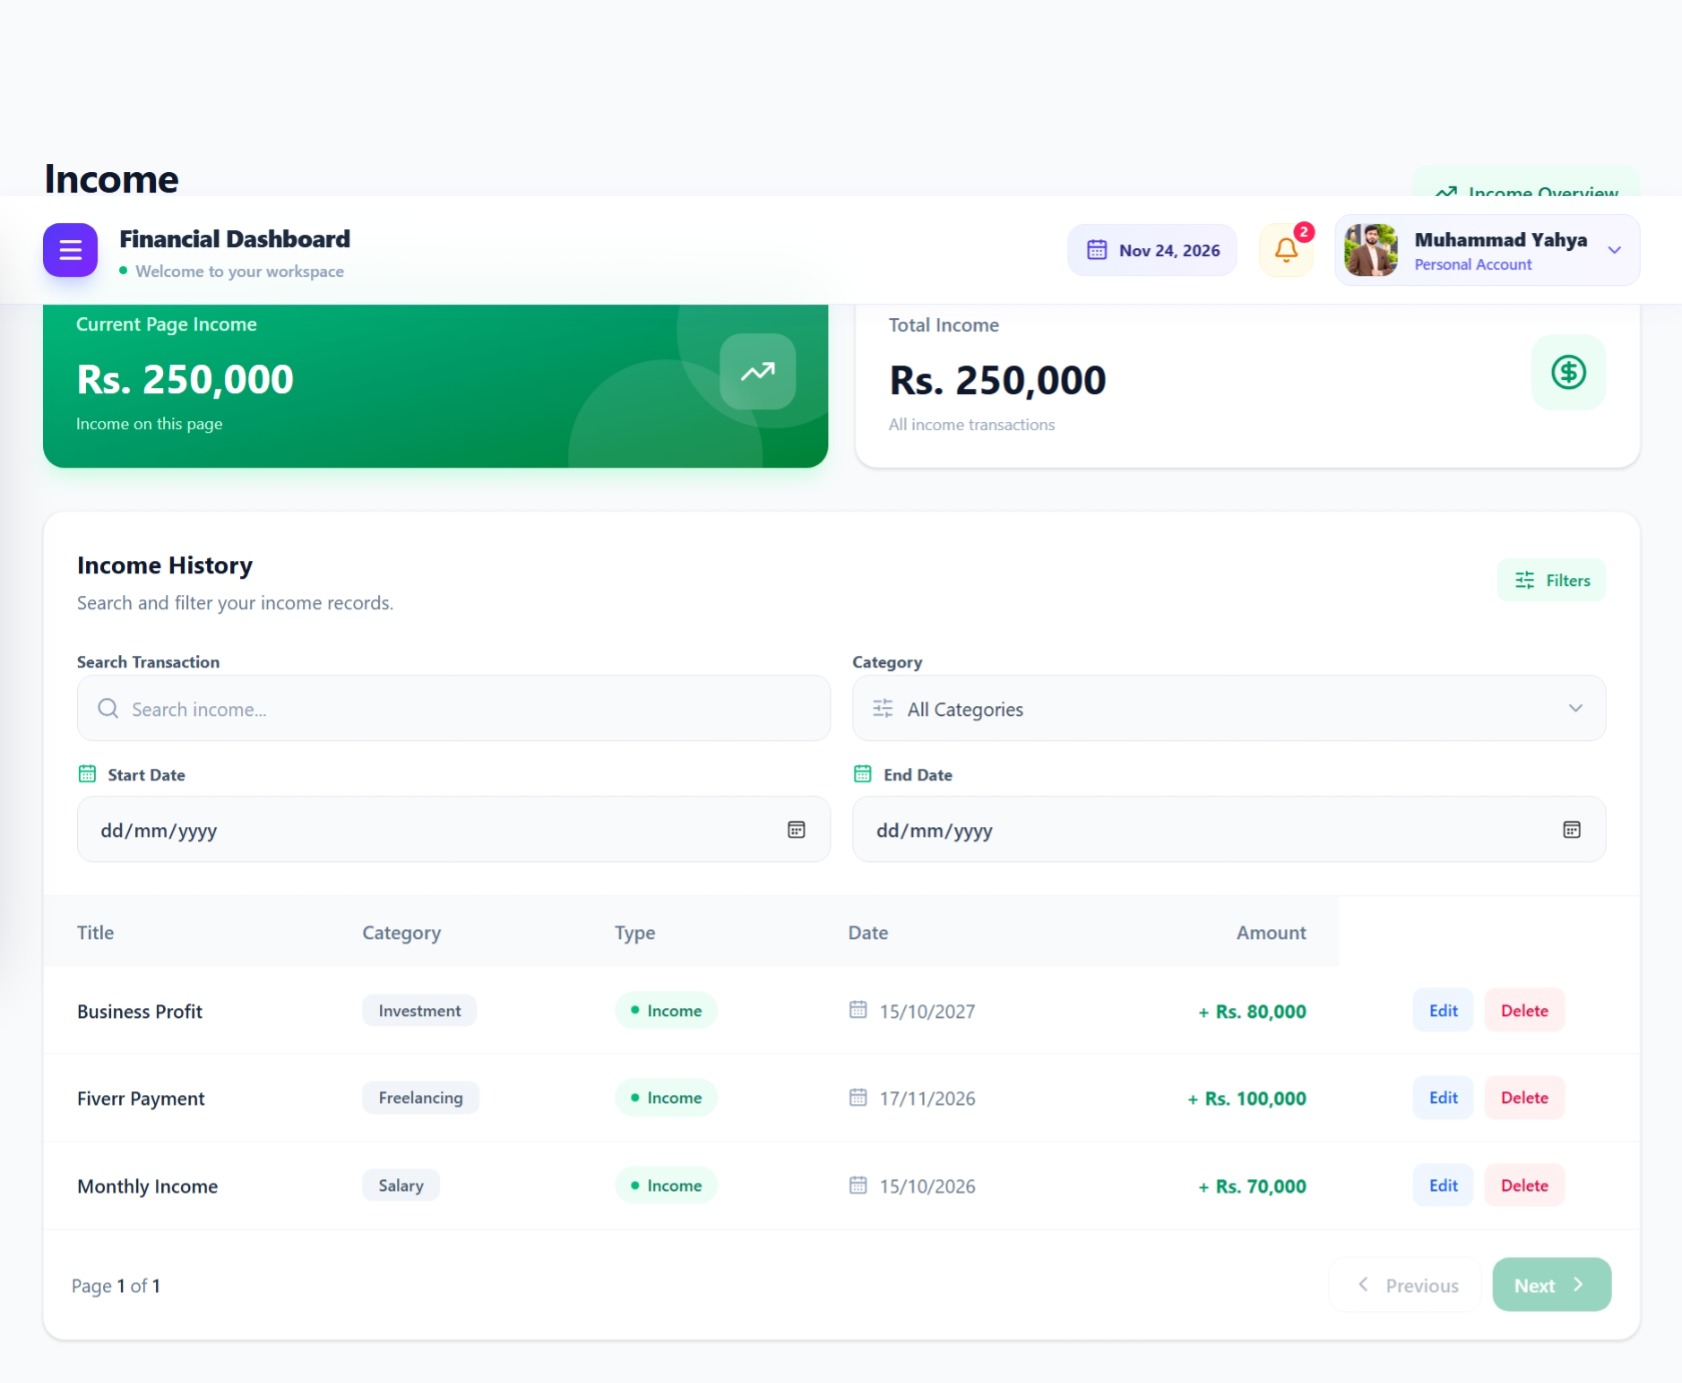 Income
Income Overview
Financial Dashboard
Welcome to your workspace
Nov 24, 2026
2
Muhammad Yahya
Personal Account
Current Page Income
Rs. 250,000
Income on this page
Total Income
Rs. 250,000
All income transactions
Income History
Search and filter your income records.
Filters
Search Transaction
Search income...
Category
All Categories
Start Date
dd/mm/yyyy
End Date
dd/mm/yyyy
Title Category Type Date Amount
Business Profit Investment Income 15/10/2027 + Rs. 80,000 Edit Delete
Fiverr Payment Freelancing Income 17/11/2026 + Rs. 100,000 Edit Delete
Monthly Income Salary Income 15/10/2026 + Rs. 70,000 Edit Delete
Page 1 of 1
Previous Next